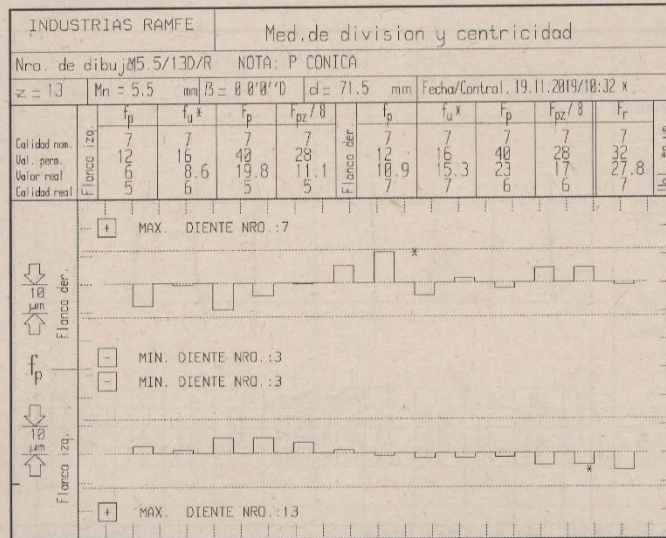 INDUSTRIAS RAMFE
Med.de division y centricidad
Nro. de dibujM5.5/13D/R NOTA: P CONICA
z = 13 Mn = 5.5 mm β = 0 0'0''D d = 71.5 mm Fecha/Control. 19.11.2019/10:32 *
fp fu* Fp Fpz/8 fp fu* Fp Fpz/8 Fr
Calidad nom. 7 7 7 7 7 7 7 7 7
Val. perm. 12 16 40 28 12 16 40 28 32
Valor real 6 8.6 19.8 11.1 10.9 15.3 23 17 27.8
Calidad real 5 6 5 5 7 7 6 6 7
Flanco izq.
Flanco der.
+ MAX. DIENTE NRO.:7
*
10 µm
Flanco der.
- MIN. DIENTE NRO.:3
fp
- MIN. DIENTE NRO.:3
10 µm
Flanco izq.
*
+ MAX. DIENTE NRO.:13